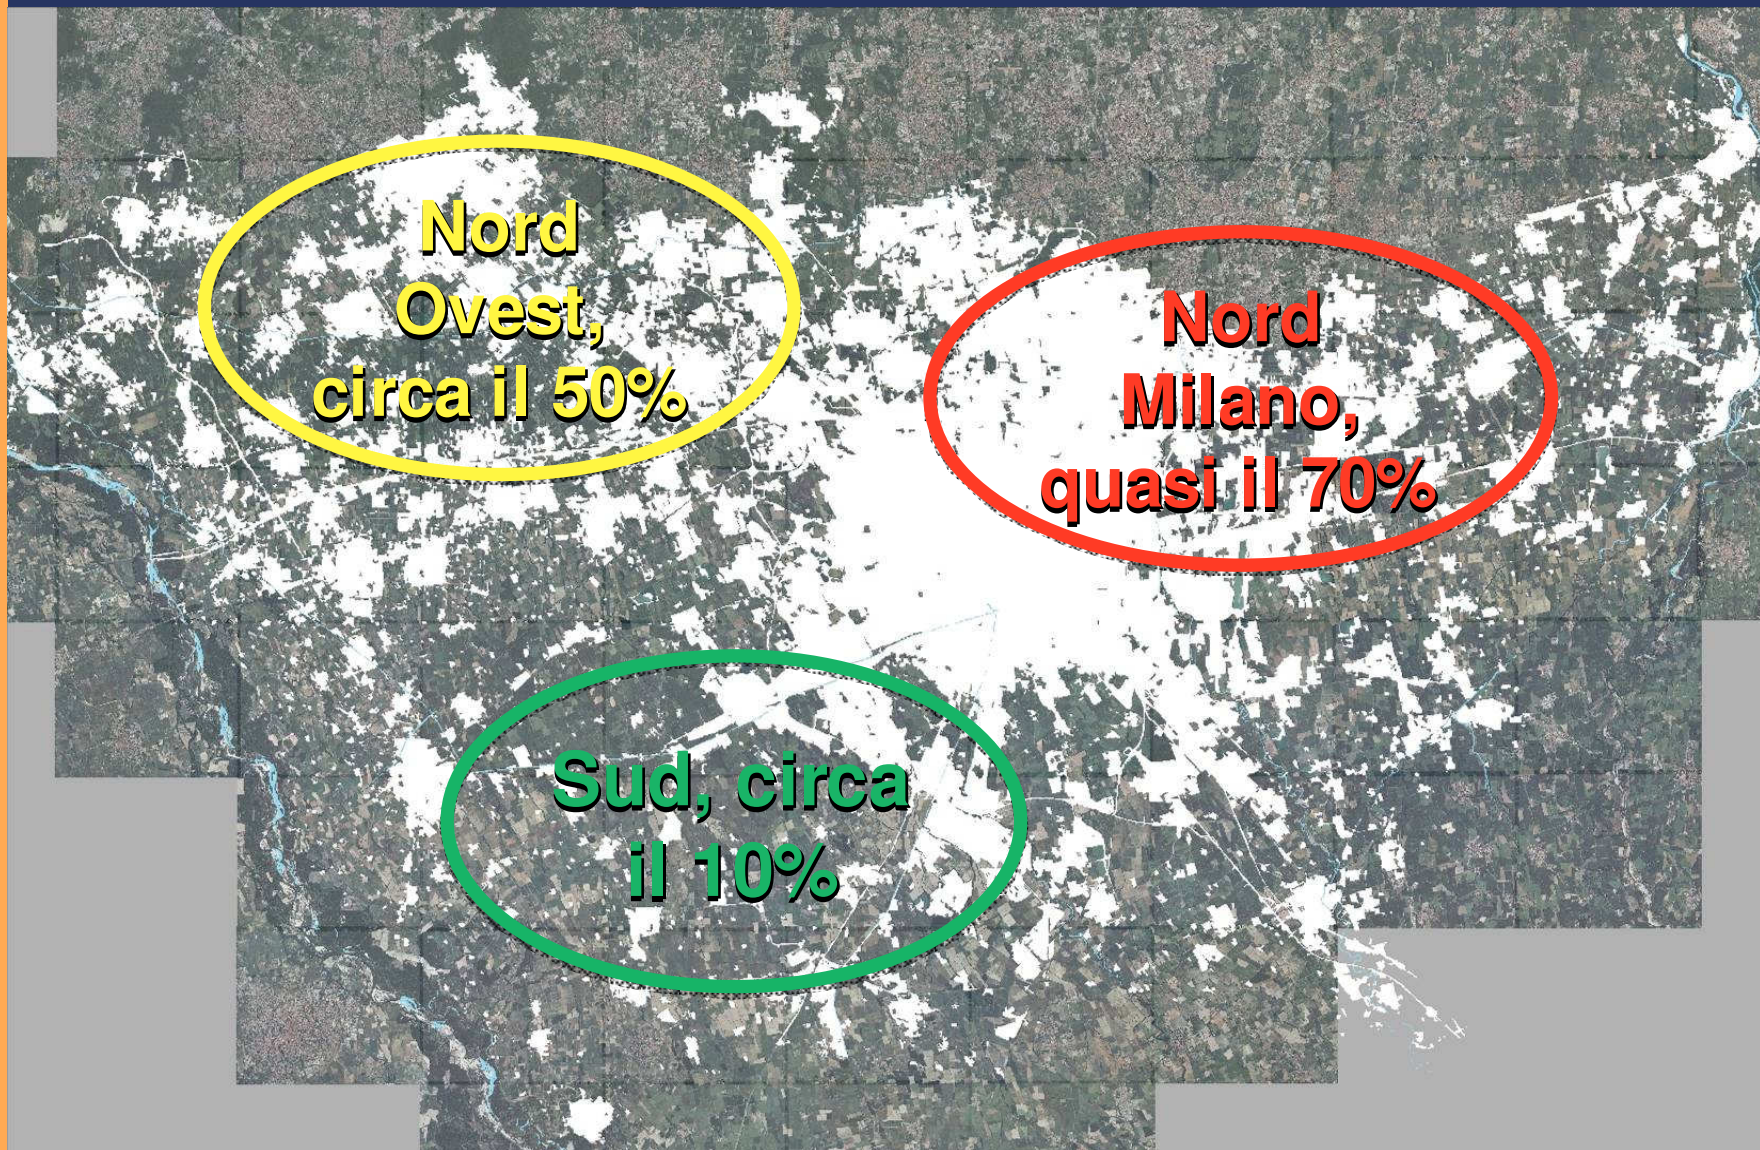 Nord
Ovest,
circa il 50%
Nord
Milano,
quasi il 70%
Sud, circa
il 10%